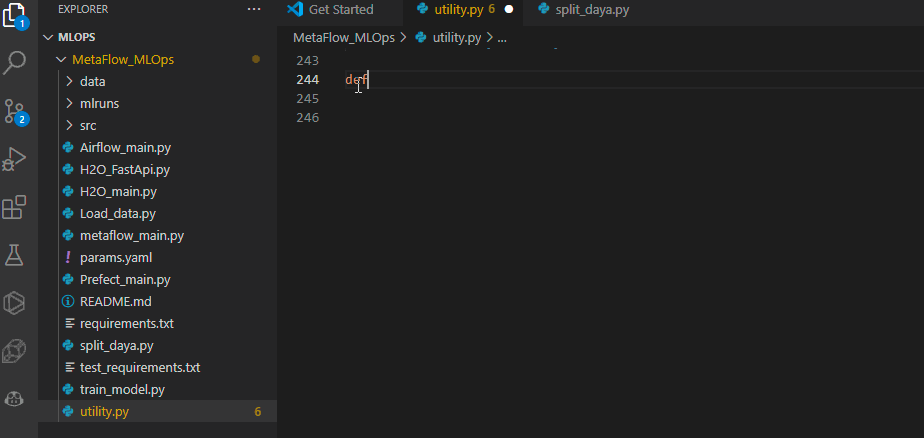 EXPLORER ...
Get Started
utility.py 6
split_daya.py
1
MLOPS
MetaFlow_MLOps > utility.py > ...
MetaFlow_MLOps
data
mlruns
src
Airflow_main.py
H2O_FastApi.py
H2O_main.py
Load_data.py
metaflow_main.py
! params.yaml
Prefect_main.py
README.md
requirements.txt
split_daya.py
test_requirements.txt
train_model.py
utility.py 6
2
243
244 def
245
246